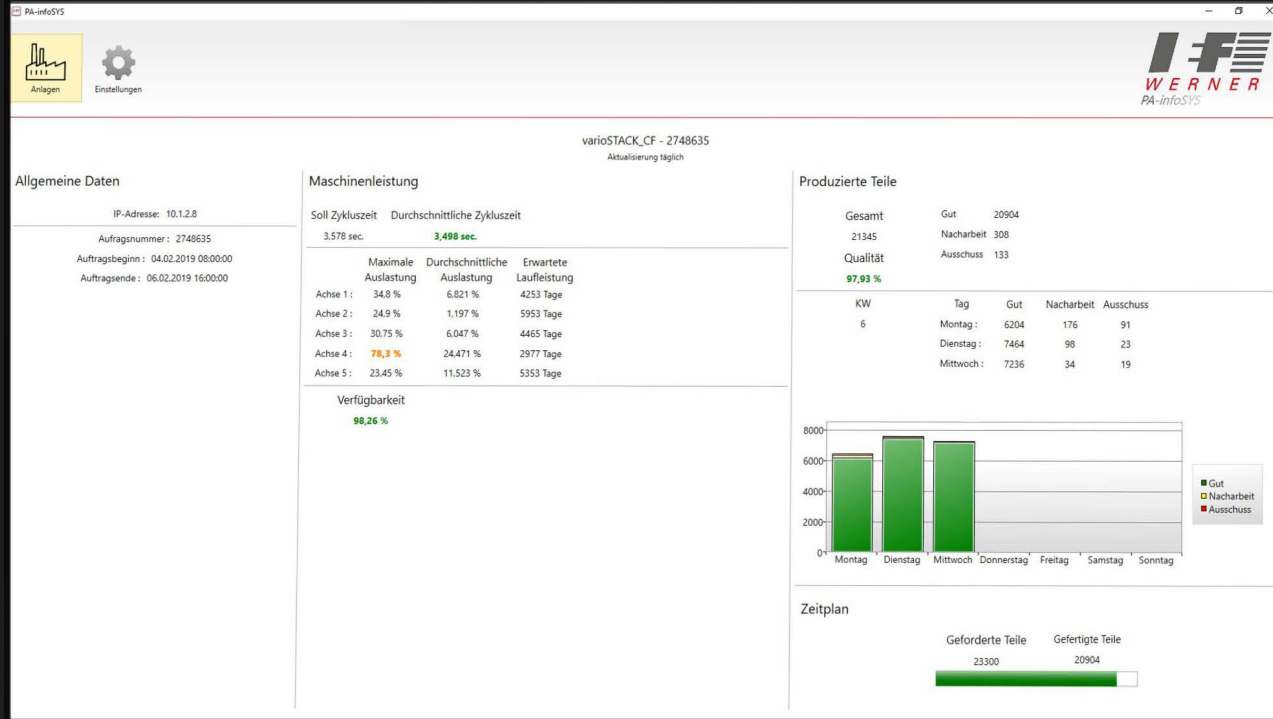 PA-infoSYS
Anlagen
Einstellungen
WERNER
PA-infoSYS
varioSTACK_CF - 2748635
Aktualisierung täglich
Allgemeine Daten
IP-Adresse: 10.1.2.8
Aufragsnummer : 2748635
Auftragsbeginn : 04.02.2019 08:00:00
Auftragsende : 06.02.2019 16:00:00
Maschinenleistung
Soll Zykluszeit Durchschnittliche Zykluszeit
3,578 sec. 3,498 sec.
Maximale Durchschnittliche Erwartete
Auslastung Auslastung Laufleistung
Achse 1 : 34.8 % 6.821 % 4253 Tage
Achse 2 : 24.9 % 1.197 % 5953 Tage
Achse 3 : 30.75 % 6.047 % 4465 Tage
Achse 4 : 78,3 % 24.471 % 2977 Tage
Achse 5 : 23.45 % 11.523 % 5353 Tage
Verfügbarkeit
98,26 %
Produzierte Teile
Gesamt Gut 20904
21345 Nacharbeit 308
Qualität Ausschuss 133
97,93 %
KW Tag Gut Nacharbeit Ausschuss
6 Montag : 6204 176 91
Dienstag : 7464 98 23
Mittwoch : 7236 34 19
8000
6000
4000
2000
0
Montag Dienstag Mittwoch Donnerstag Freitag Samstag Sonntag
Gut
Nacharbeit
Ausschuss
Zeitplan
Geforderte Teile Gefertigte Teile
23300 20904